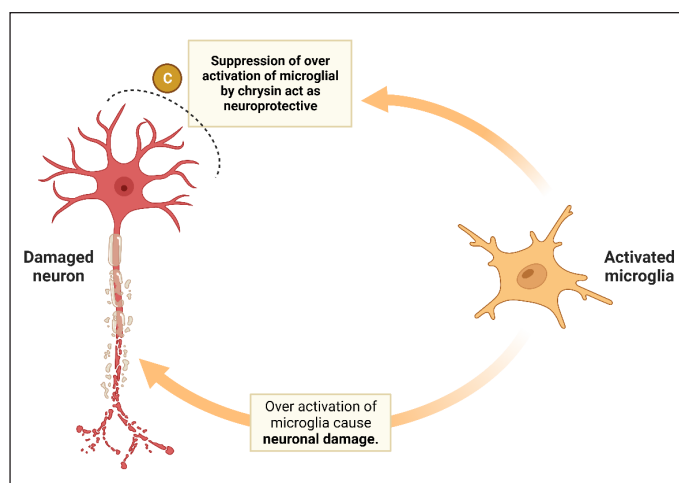 C
Suppression of over
activation of microglial
by chrysin act as
neuroprotective
Damaged
neuron
Activated
microglia
Over activation of
microglia cause
neuronal damage.